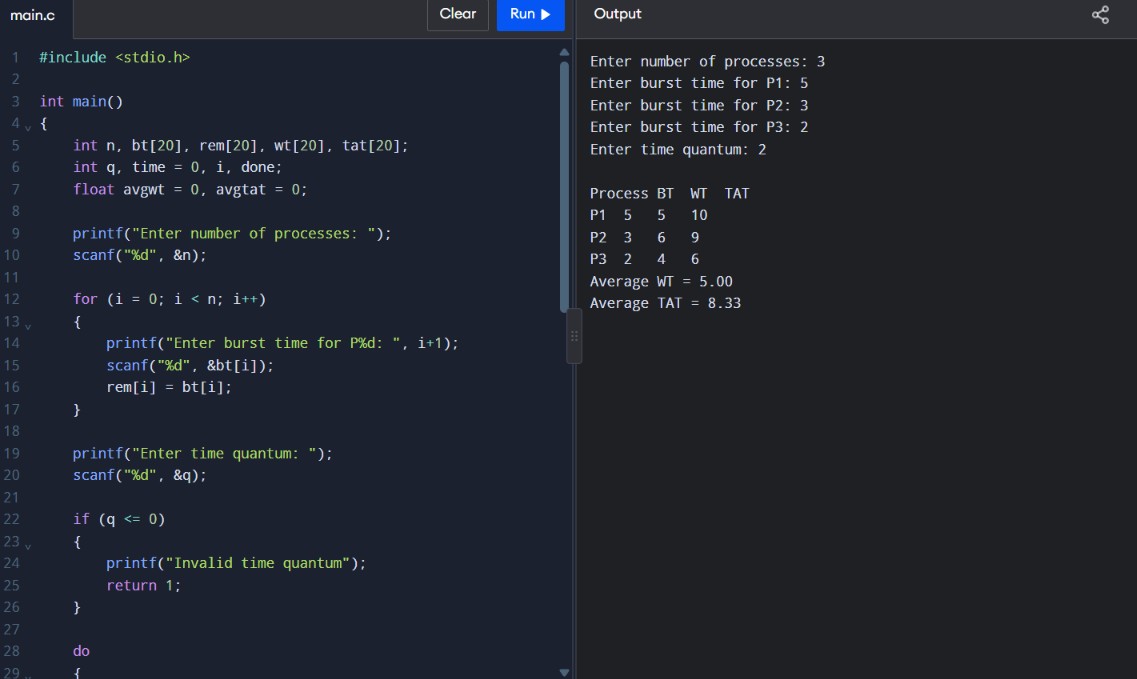 main.c
Clear
Run
1 #include <stdio.h>
2
3 int main()
4 {
5 int n, bt[20], rem[20], wt[20], tat[20];
6 int q, time = 0, i, done;
7 float avgwt = 0, avgtat = 0;
8
9 printf("Enter number of processes: ");
10 scanf("%d", &n);
11
12 for (i = 0; i < n; i++)
13 {
14 printf("Enter burst time for P%d: ", i+1);
15 scanf("%d", &bt[i]);
16 rem[i] = bt[i];
17 }
18
19 printf("Enter time quantum: ");
20 scanf("%d", &q);
21
22 if (q <= 0)
23 {
24 printf("Invalid time quantum");
25 return 1;
26 }
27
28 do
29 {
Output
Enter number of processes: 3
Enter burst time for P1: 5
Enter burst time for P2: 3
Enter burst time for P3: 2
Enter time quantum: 2

Process BT WT TAT
P1 5 5 10
P2 3 6 9
P3 2 4 6
Average WT = 5.00
Average TAT = 8.33